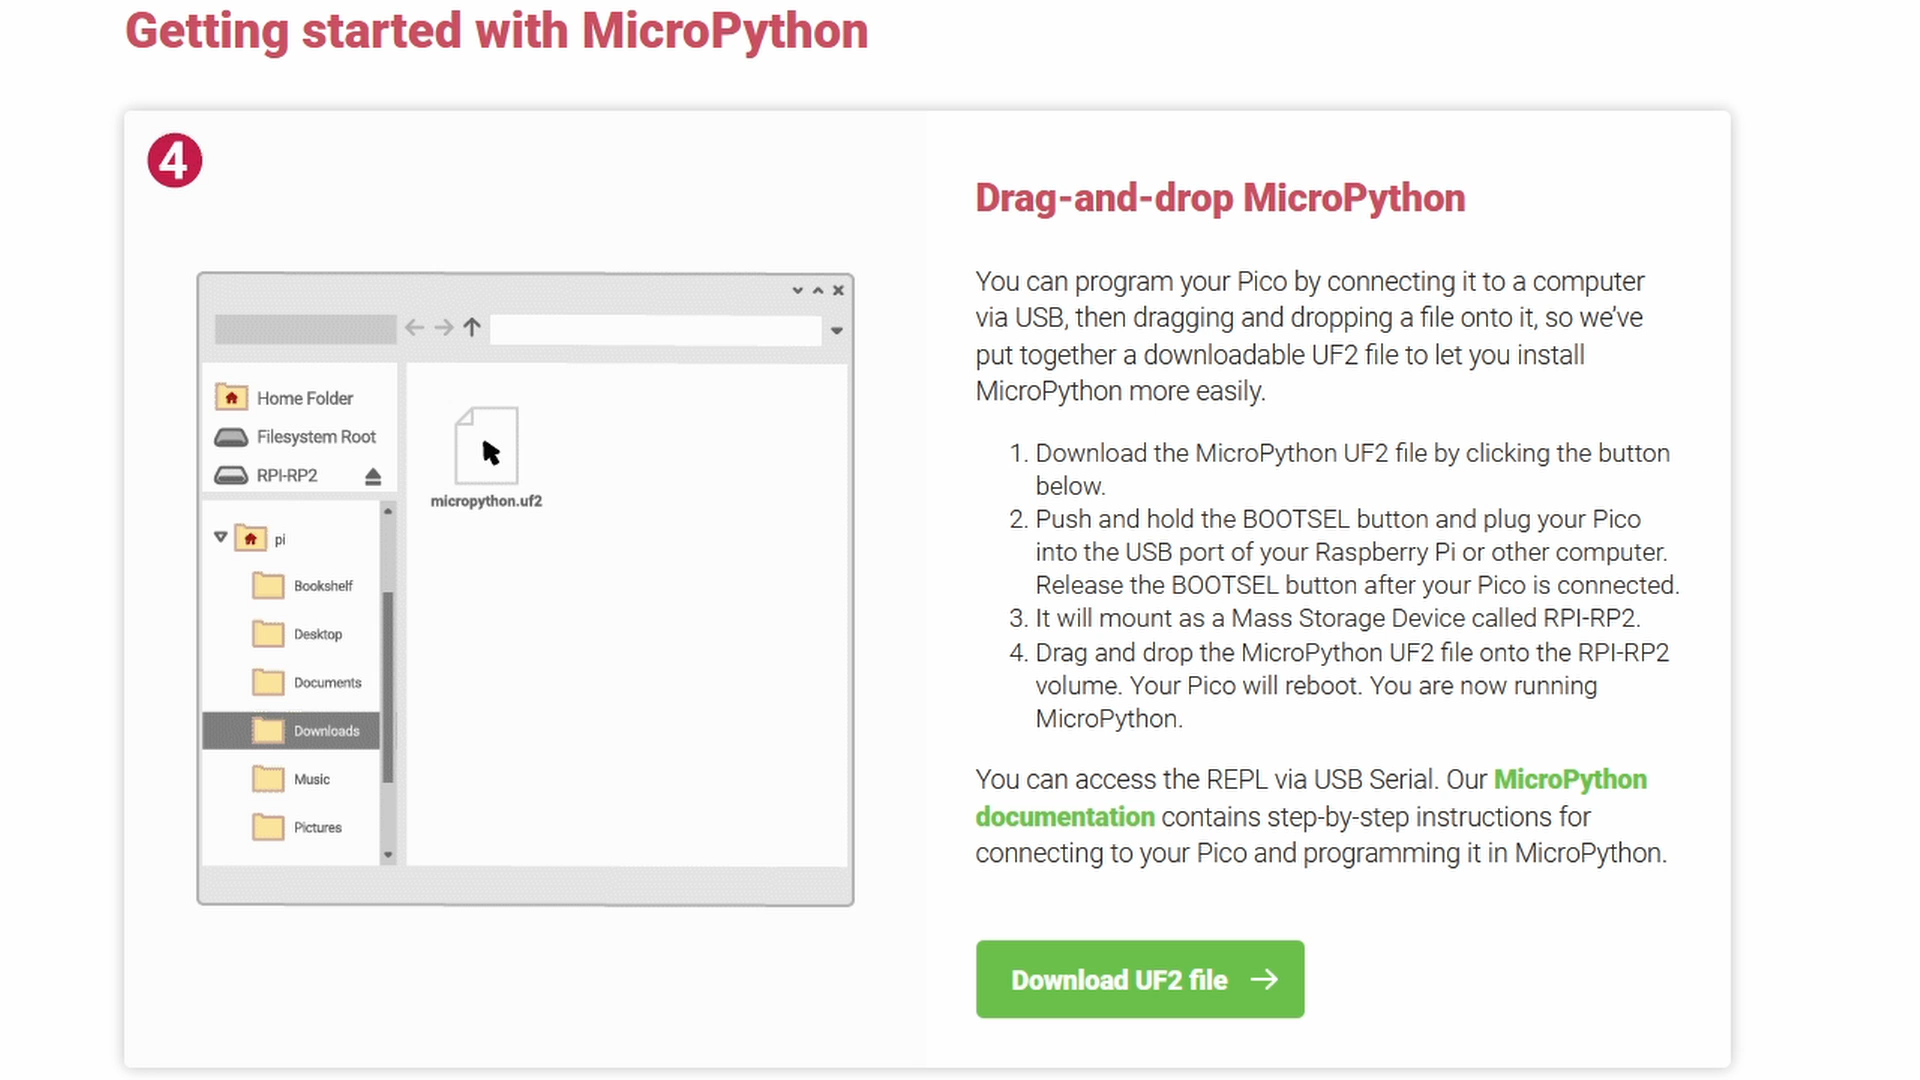 Getting started with MicroPython
4
Home Folder
Filesystem Root
RPI-RP2
pi
Bookshelf
Desktop
Documents
Downloads
Music
Pictures
micropython.uf2
Drag-and-drop MicroPython
You can program your Pico by connecting it to a computer
via USB, then dragging and dropping a file onto it, so we’ve
put together a downloadable UF2 file to let you install
MicroPython more easily.
1. Download the MicroPython UF2 file by clicking the button
below.
2. Push and hold the BOOTSEL button and plug your Pico
into the USB port of your Raspberry Pi or other computer.
Release the BOOTSEL button after your Pico is connected.
3. It will mount as a Mass Storage Device called RPI-RP2.
4. Drag and drop the MicroPython UF2 file onto the RPI-RP2
volume. Your Pico will reboot. You are now running
MicroPython.
You can access the REPL via USB Serial. Our MicroPython
documentation contains step-by-step instructions for
connecting to your Pico and programming it in MicroPython.
Download UF2 file